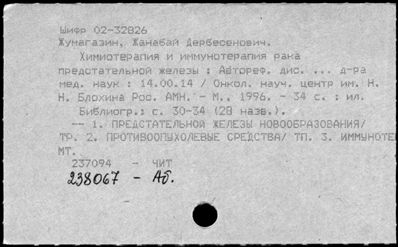 Шифр 02-32826
Жумагазин, Жанабай Дербесенович.
Химиотерапия и иммунотерапия рака
предстательной железы : Автореф. дис. ... д-ра
мед. наук : 14.00.14 / Онкол. науч. центр им. Н.
Н. Блохина Рос. АМН. - М., 1996. - 34 с. : ил.
Библиогр.: с. 30-34 (28 назв.).
-- 1. ПРЕДСТАТЕЛЬНОЙ ЖЕЛЕЗЫ НОВООБРАЗОВАНИЯ/
ТР. 2. ПРОТИВООПУХОЛЕВЫЕ СРЕДСТВА/ ТП. 3. ИММУНОТЕ
МТ.
237094 - ЧИТ
238067 - Аб.